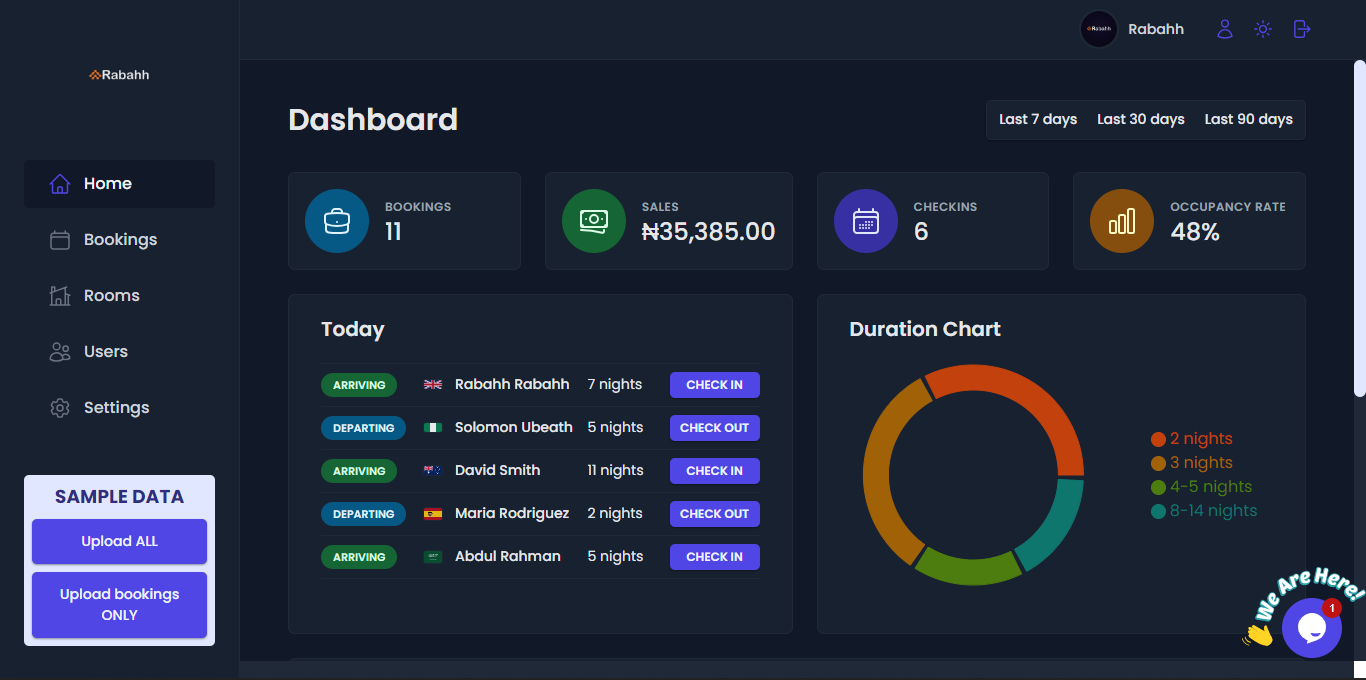 Rabahh
Rabahh
Rabahh
Home
Bookings
Rooms
Users
Settings
SAMPLE DATA
Upload ALL
Upload bookings
ONLY
Dashboard
Last 7 days Last 30 days Last 90 days
BOOKINGS
11
SALES
₦35,385.00
CHECKINS
6
OCCUPANCY RATE
48%
Today
ARRIVING Rabahh Rabahh 7 nights CHECK IN
DEPARTING Solomon Ubeath 5 nights CHECK OUT
ARRIVING David Smith 11 nights CHECK IN
DEPARTING Maria Rodriguez 2 nights CHECK OUT
ARRIVING Abdul Rahman 5 nights CHECK IN
Duration Chart
2 nights
3 nights
4-5 nights
8-14 nights
We Are Here!
1